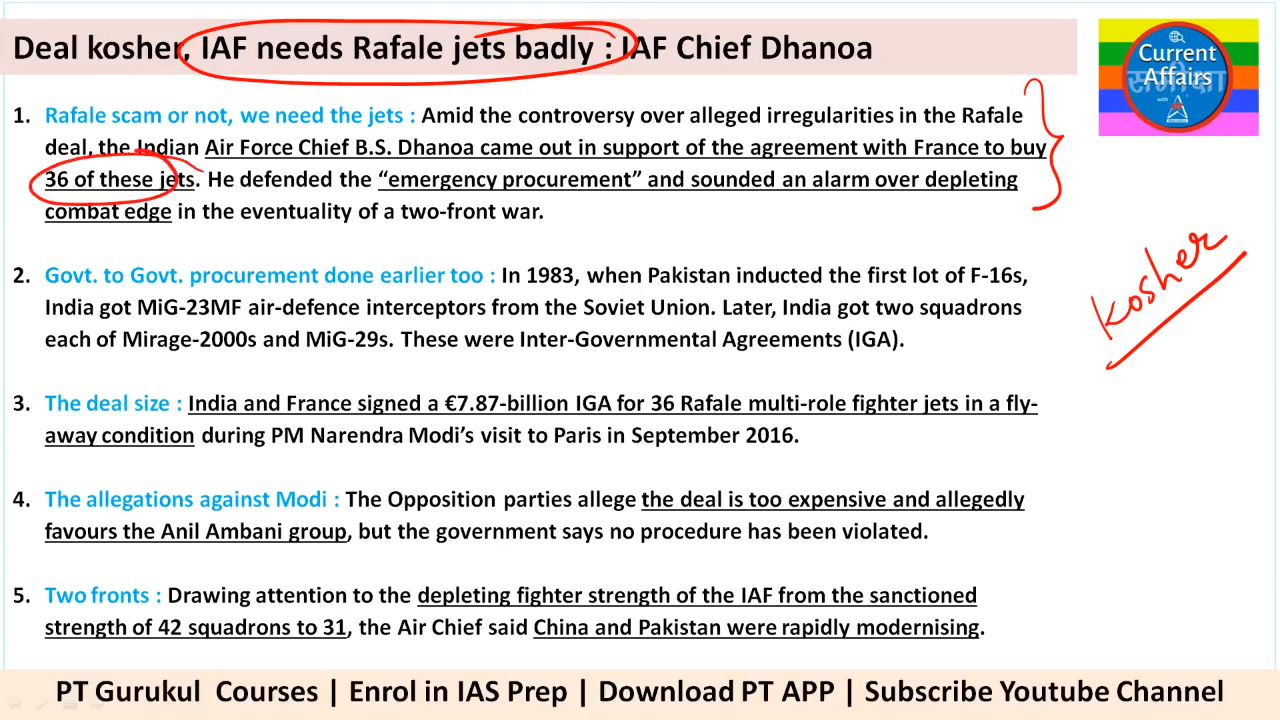 Deal kosher, IAF needs Rafale jets badly : IAF Chief Dhanoa
Current
Affairs
with
1. Rafale scam or not, we need the jets : Amid the controversy over alleged irregularities in the Rafale
deal, the Indian Air Force Chief B.S. Dhanoa came out in support of the agreement with France to buy
36 of these jets. He defended the “emergency procurement” and sounded an alarm over depleting
combat edge in the eventuality of a two-front war.
kosher
2. Govt. to Govt. procurement done earlier too : In 1983, when Pakistan inducted the first lot of F-16s,
India got MiG-23MF air-defence interceptors from the Soviet Union. Later, India got two squadrons
each of Mirage-2000s and MiG-29s. These were Inter-Governmental Agreements (IGA).
3. The deal size : India and France signed a €7.87-billion IGA for 36 Rafale multi-role fighter jets in a fly-
away condition during PM Narendra Modi’s visit to Paris in September 2016.
4. The allegations against Modi : The Opposition parties allege the deal is too expensive and allegedly
favours the Anil Ambani group, but the government says no procedure has been violated.
5. Two fronts : Drawing attention to the depleting fighter strength of the IAF from the sanctioned
strength of 42 squadrons to 31, the Air Chief said China and Pakistan were rapidly modernising.
PT Gurukul Courses | Enrol in IAS Prep | Download PT APP | Subscribe Youtube Channel